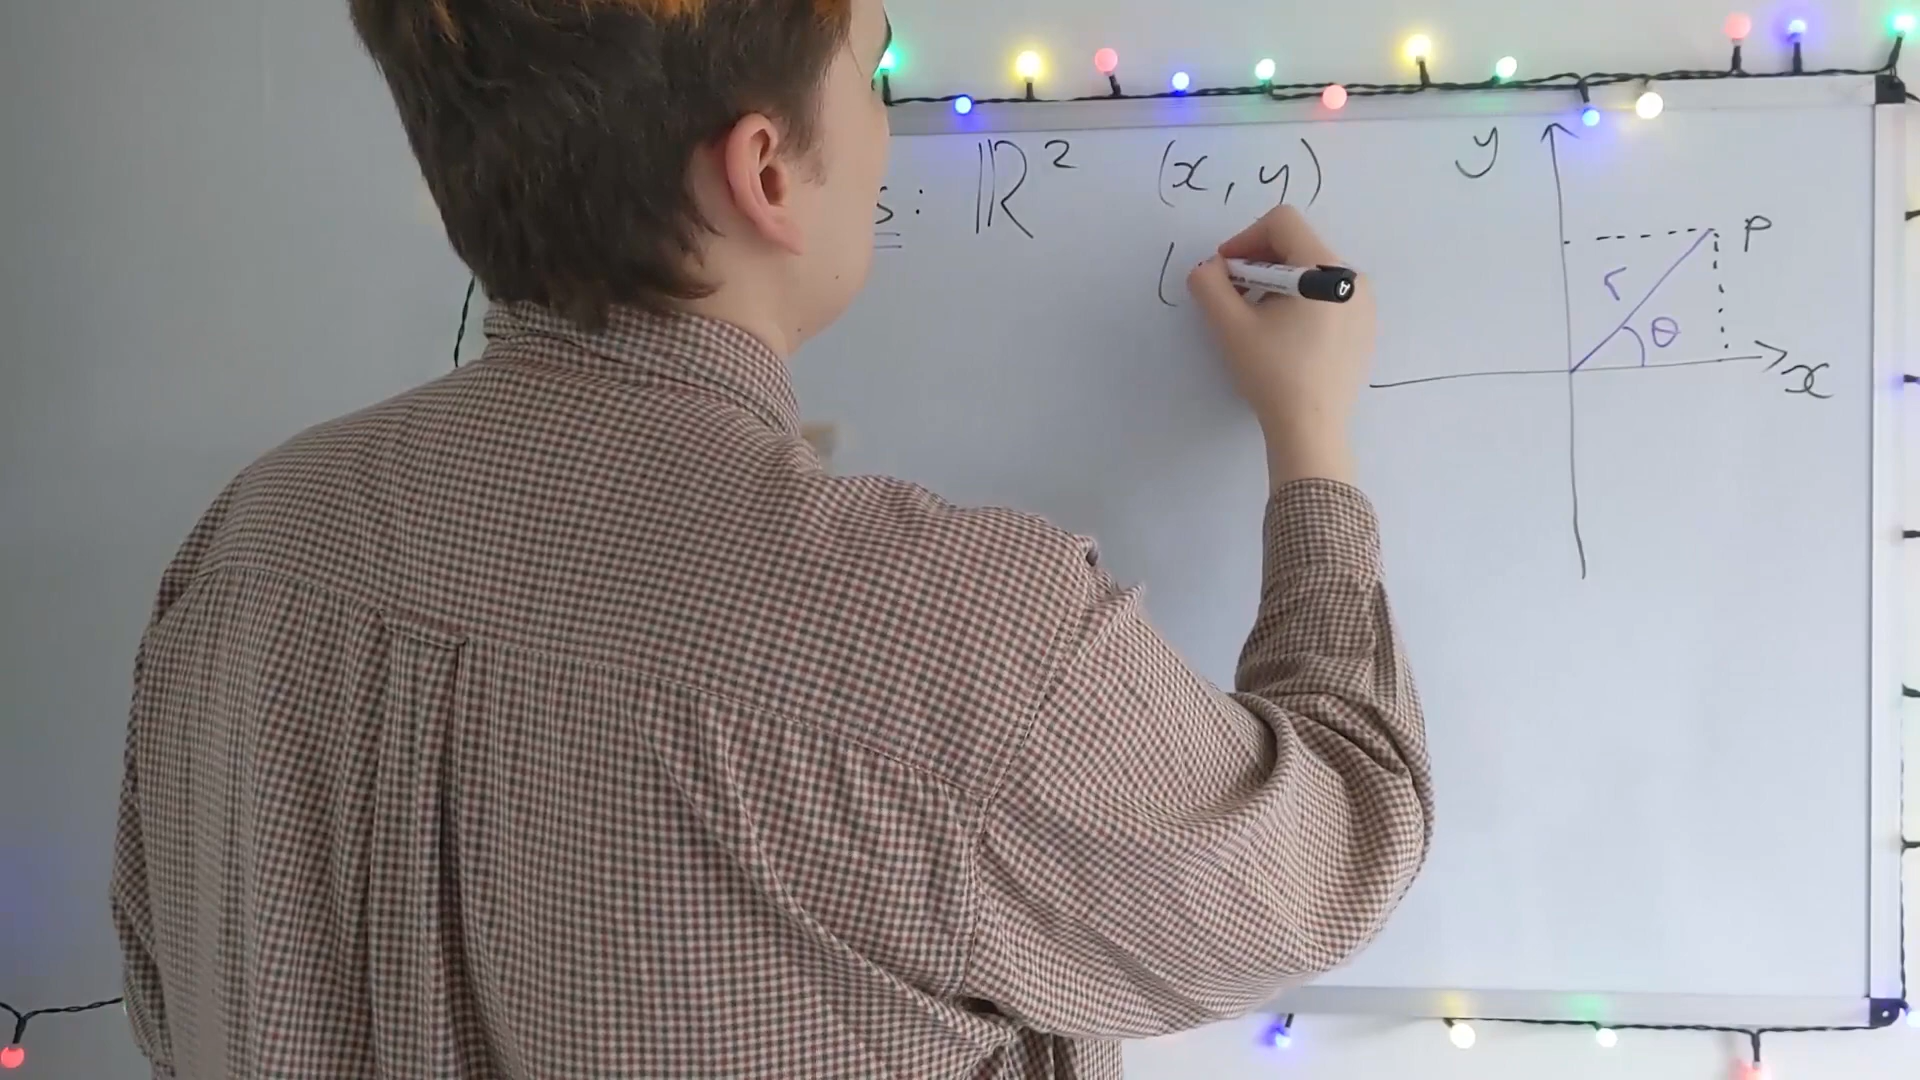 s: ℝ² (x, y)
(
y
P
r
θ
x